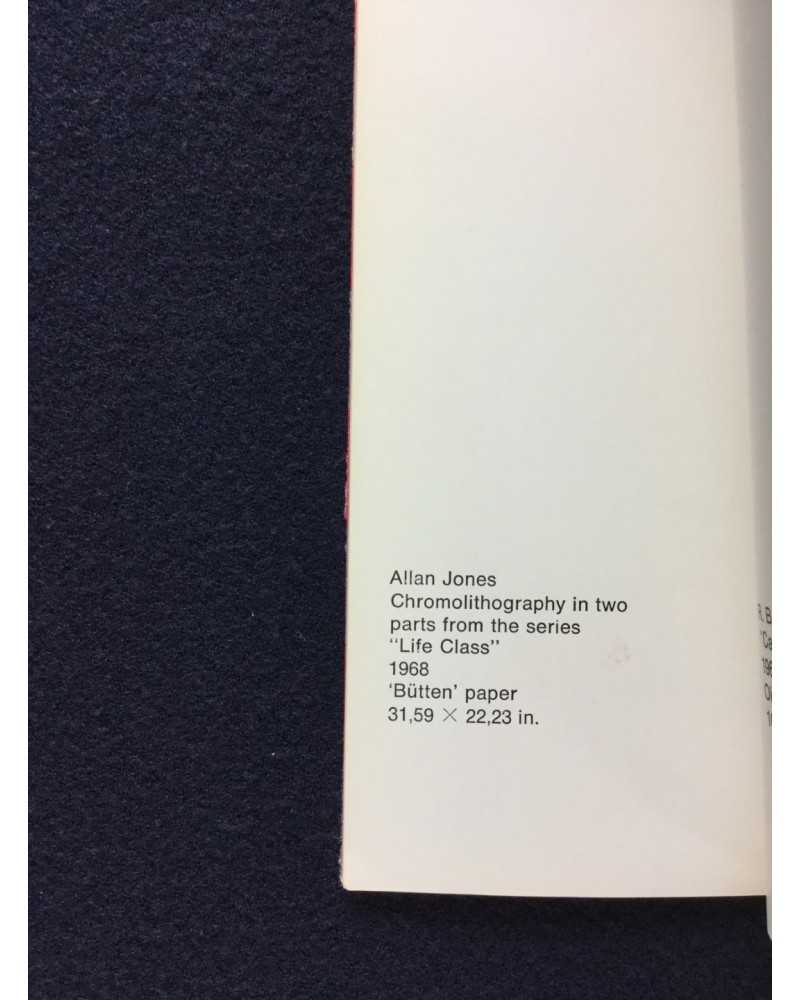 Allan Jones
Chromolithography in two
parts from the series
“Life Class”
1968
‘Bütten’ paper
31,59 × 22,23 in.